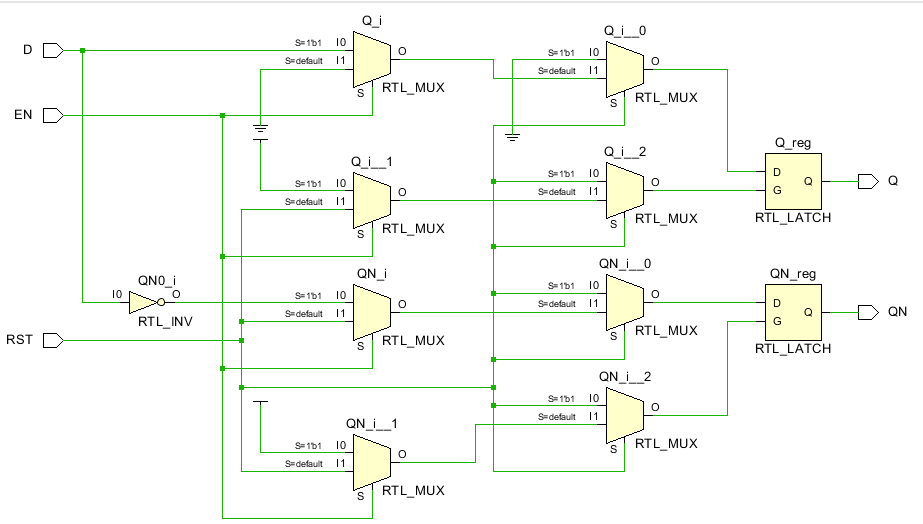 Q_i
D
S=1'b1 I0
S=default I1
O
S
RTL_MUX
Q_i__0
S=1'b1 I0
S=default I1
O
S
RTL_MUX
EN
Q_i__1
S=1'b1 I0
S=default I1
O
S
RTL_MUX
Q_i__2
S=1'b1 I0
S=default I1
O
S
RTL_MUX
Q_reg
D
G
Q
RTL_LATCH
Q
QN0_i
I0
O
RTL_INV
QN_i
S=1'b1 I0
S=default I1
O
S
RTL_MUX
QN_i__0
S=1'b1 I0
S=default I1
O
S
RTL_MUX
QN_reg
D
G
Q
RTL_LATCH
QN
RST
QN_i__1
S=1'b1 I0
S=default I1
O
S
RTL_MUX
QN_i__2
S=1'b1 I0
S=default I1
O
S
RTL_MUX